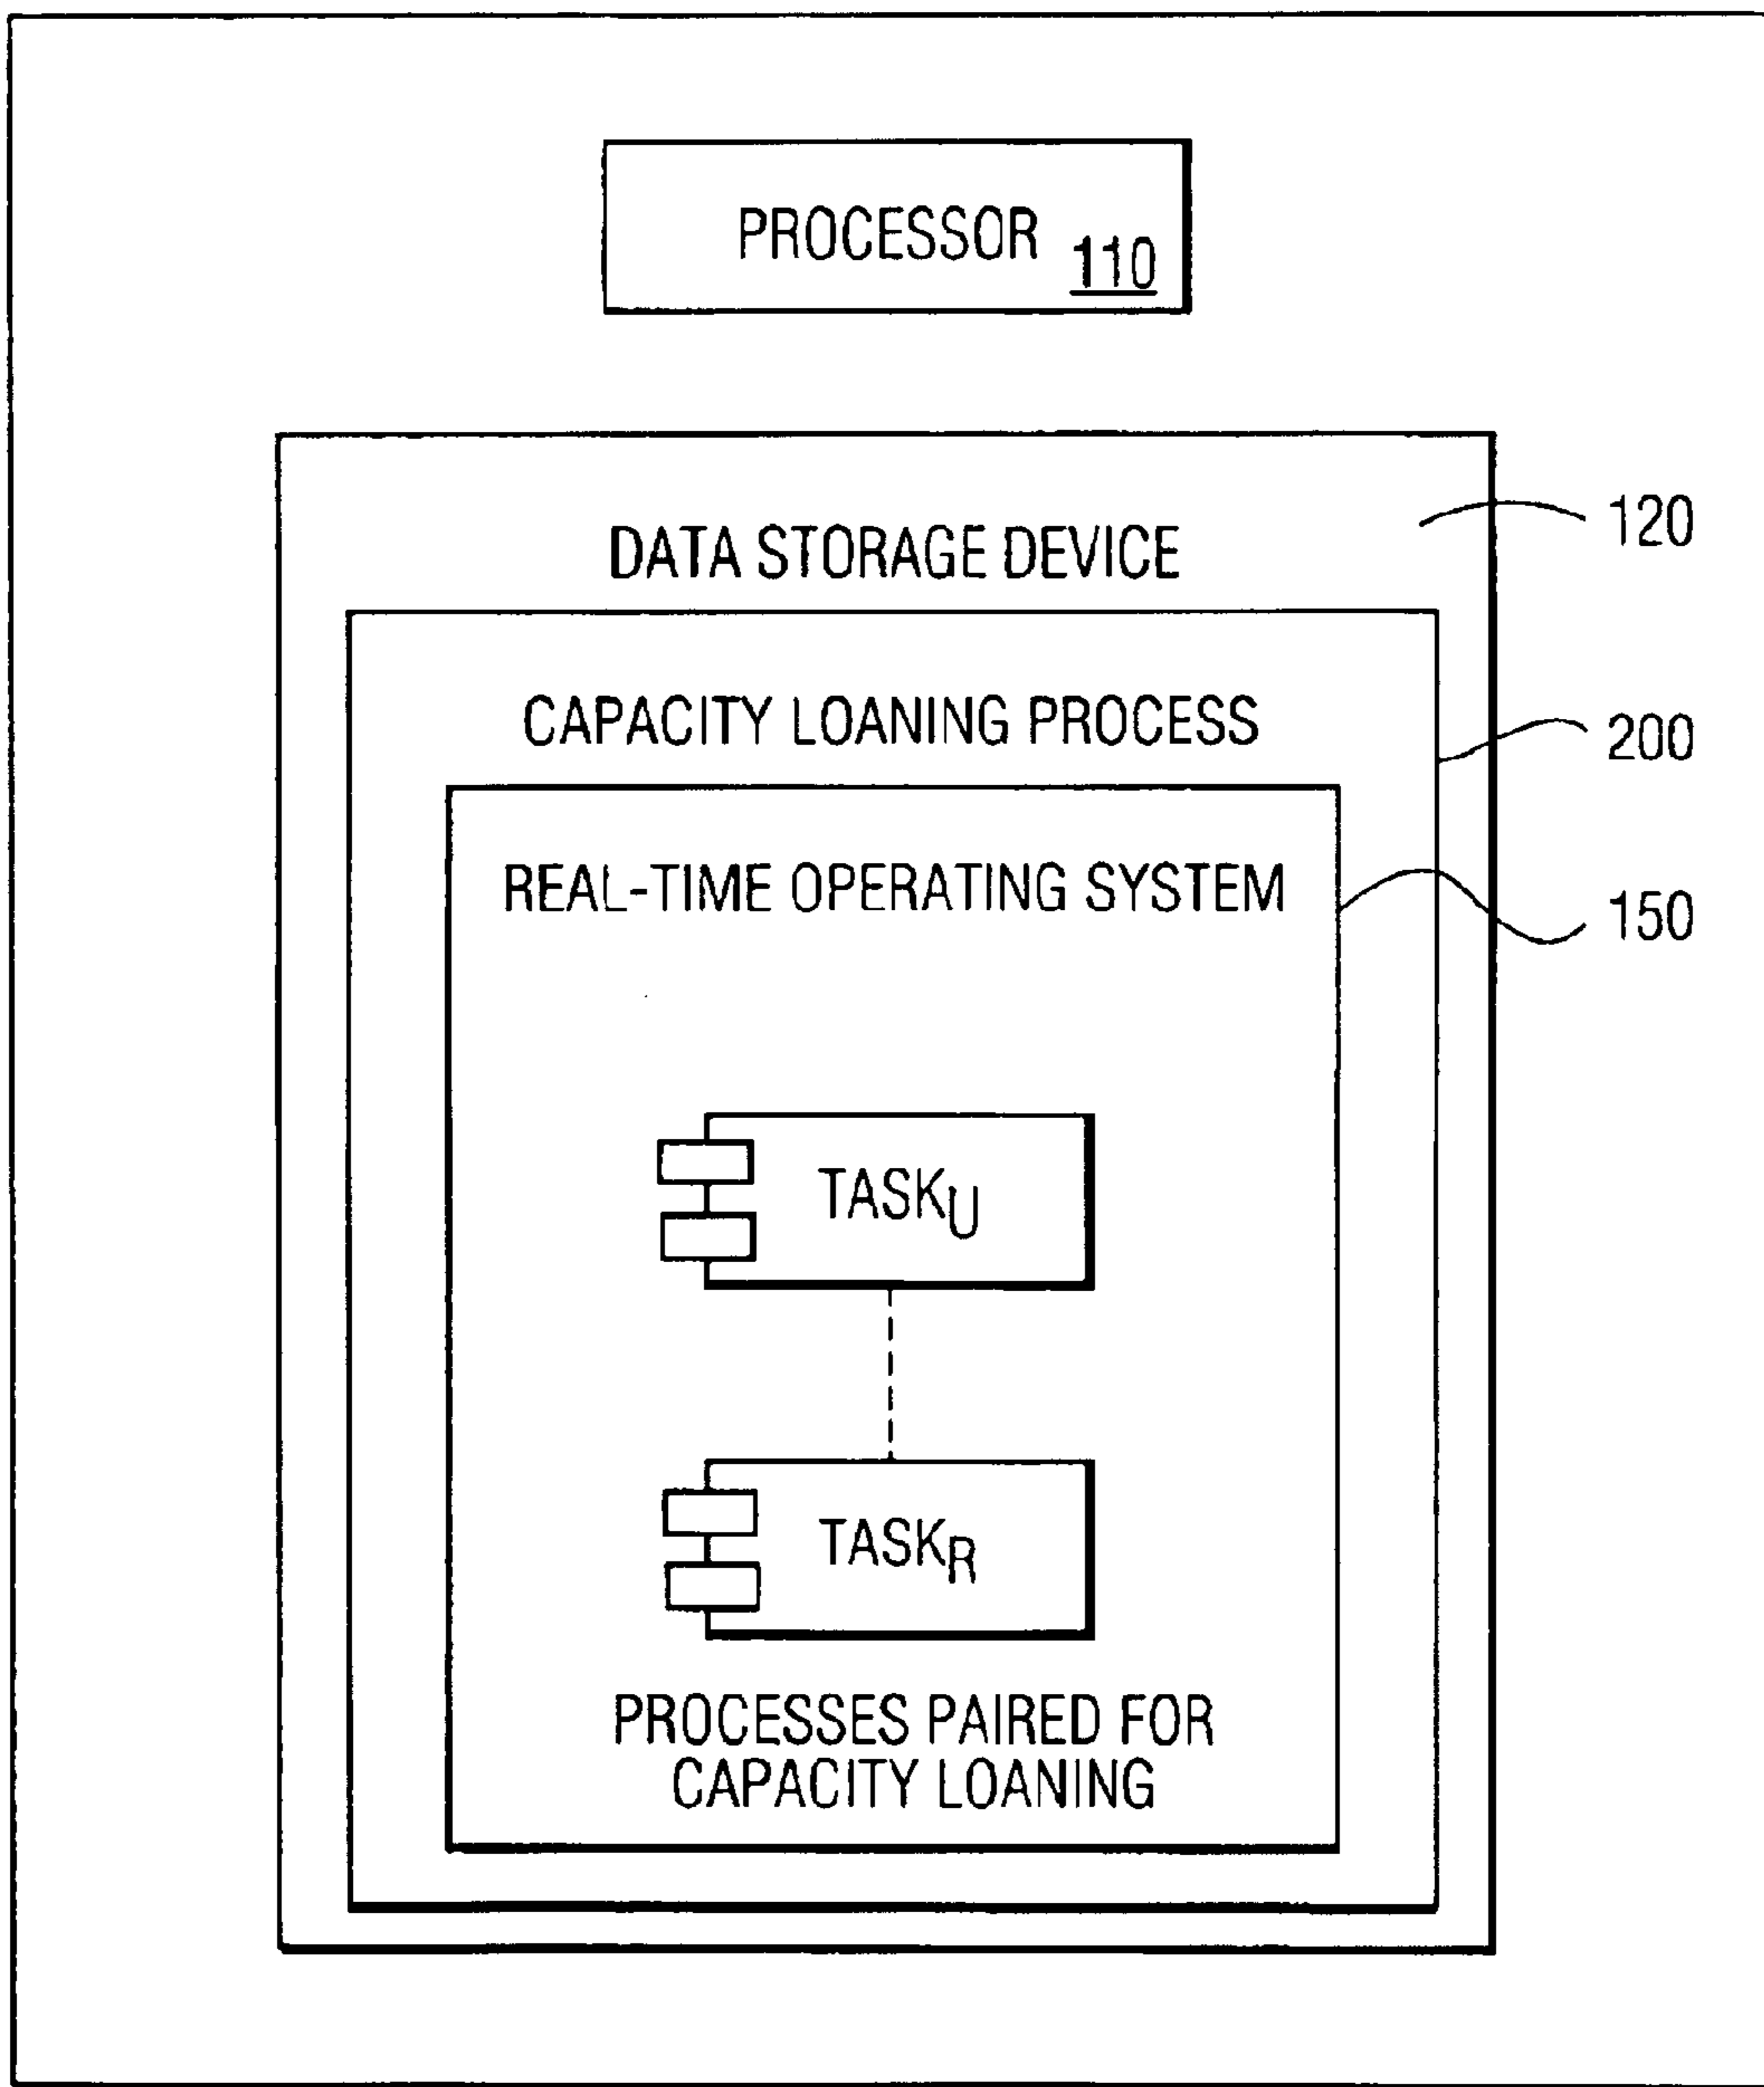 PROCESSOR 110
DATA STORAGE DEVICE
120
CAPACITY LOANING PROCESS
200
REAL-TIME OPERATING SYSTEM
150
TASKU
TASKR
PROCESSES PAIRED FOR
CAPACITY LOANING